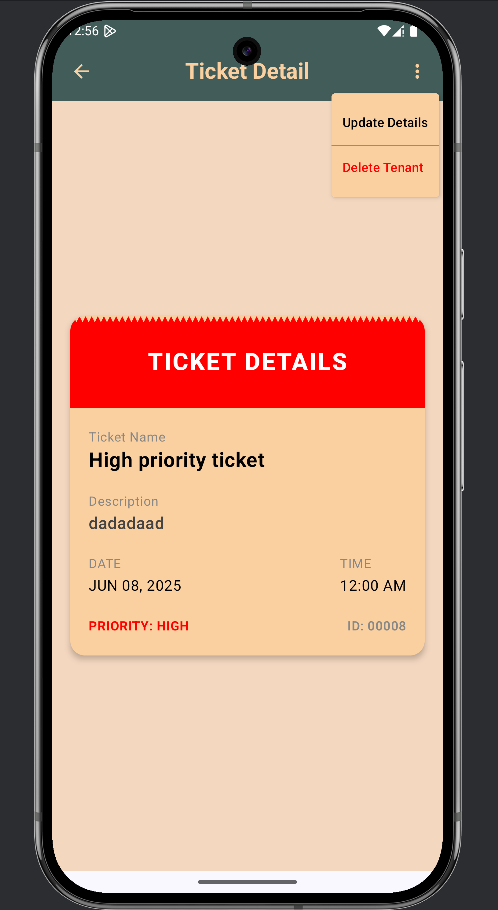 12:56
Ticket Detail
Update Details
Delete Tenant
TICKET DETAILS
Ticket Name
High priority ticket
Description
dadadaad
DATE
TIME
JUN 08, 2025
12:00 AM
PRIORITY: HIGH
ID: 00008